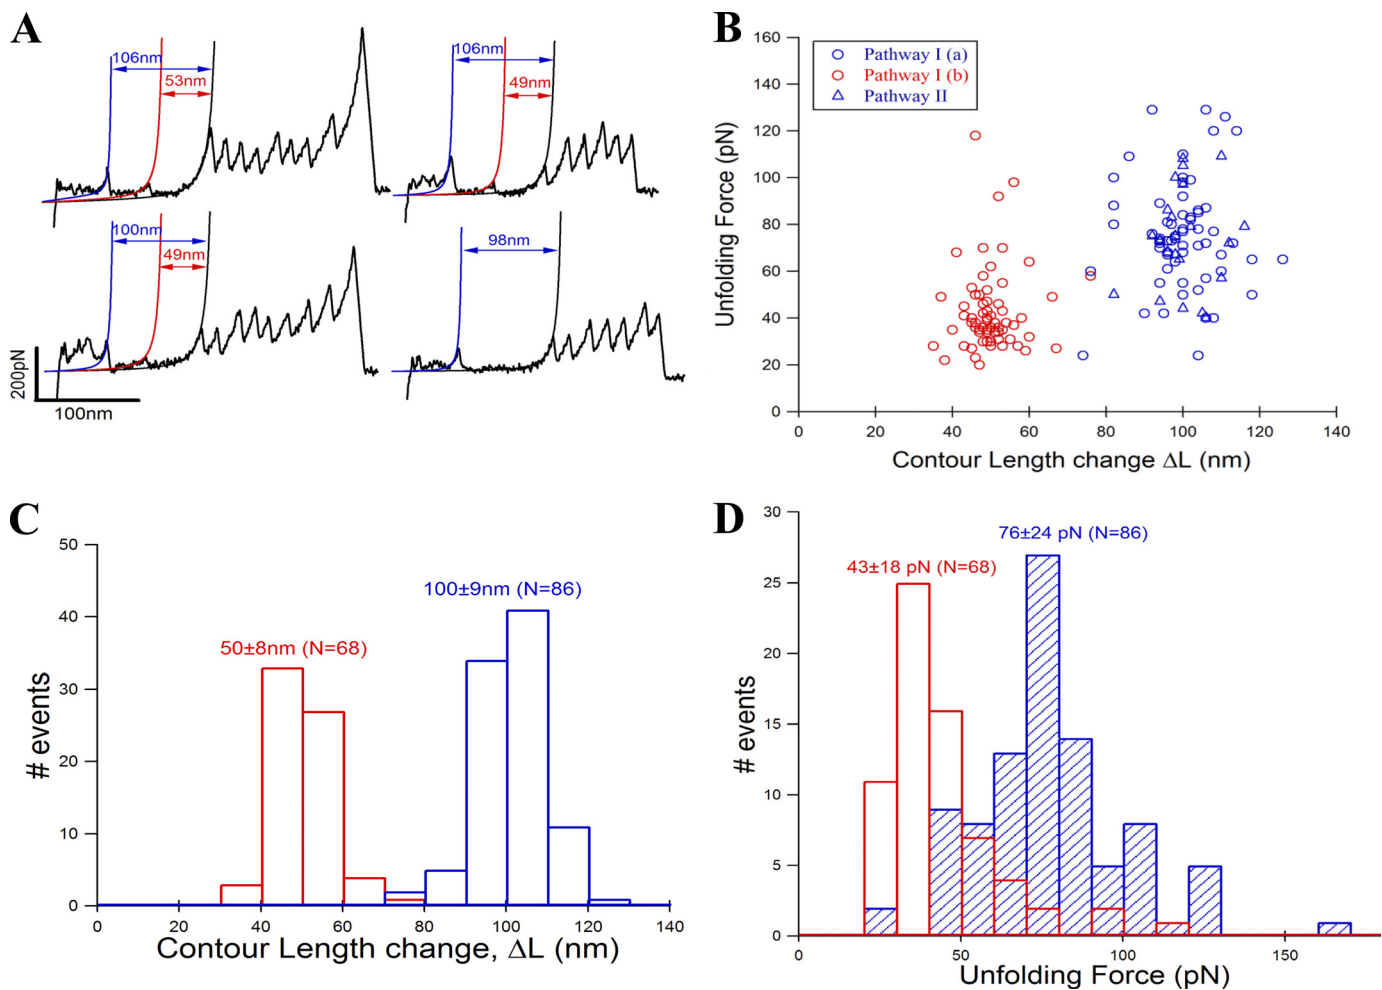 A
106nm
53nm
106nm
49nm
100nm
49nm
98nm
200pN
100nm
B
Pathway I (a)
Pathway I (b)
Pathway II
Unfolding Force (pN)
160
140
120
100
80
60
40
20
0
0 20 40 60 80 100 120 140
Contour Length change ΔL (nm)
C
50±8nm (N=68)
100±9nm (N=86)
# events
50
40
30
20
10
0
0 20 40 60 80 100 120 140
Contour Length change, ΔL (nm)
D
43±18 pN (N=68)
76±24 pN (N=86)
# events
30
25
20
15
10
5
0
0 50 100 150
Unfolding Force (pN)